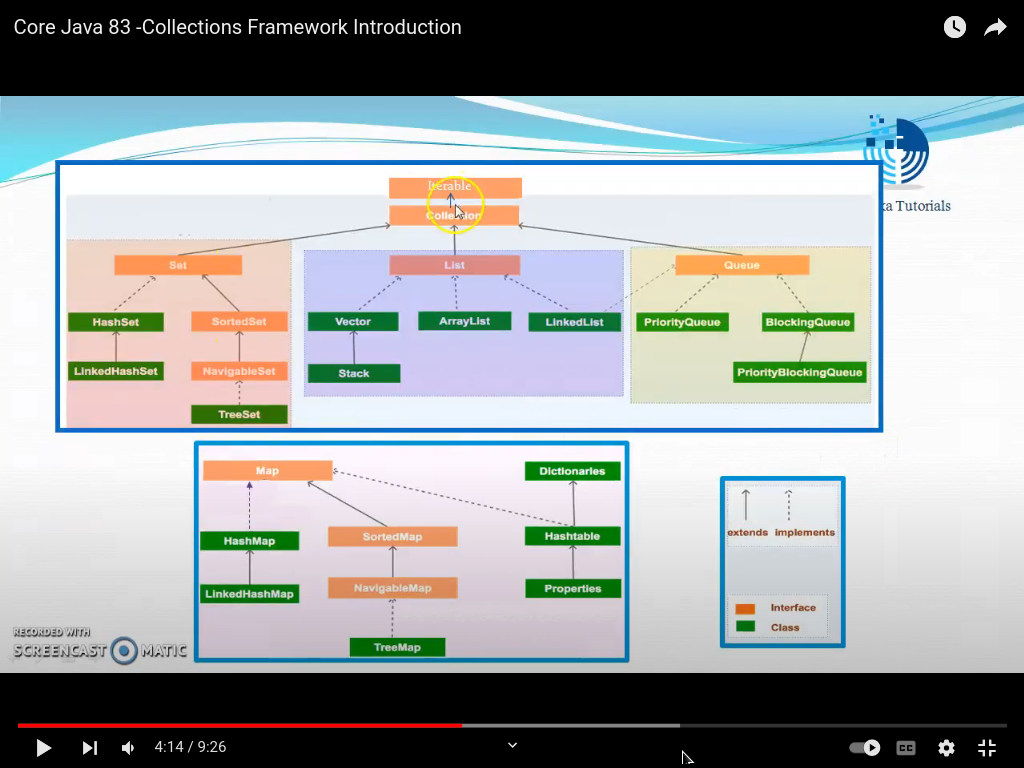 Core Java 83 -Collections Framework Introduction
Iterable
Collection
xa Tutorials
Set
List
Queue
HashSet
SortedSet
Vector
ArrayList
LinkedList
PriorityQueue
BlockingQueue
LinkedHashSet
NavigableSet
Stack
PriorityBlockingQueue
TreeSet
Map
Dictionaries
HashMap
SortedMap
Hashtable
extends implements
LinkedHashMap
NavigableMap
Properties
Interface
Class
TreeMap
RECORDED WITH
SCREENCAST MATIC
4:14 / 9:26
CC